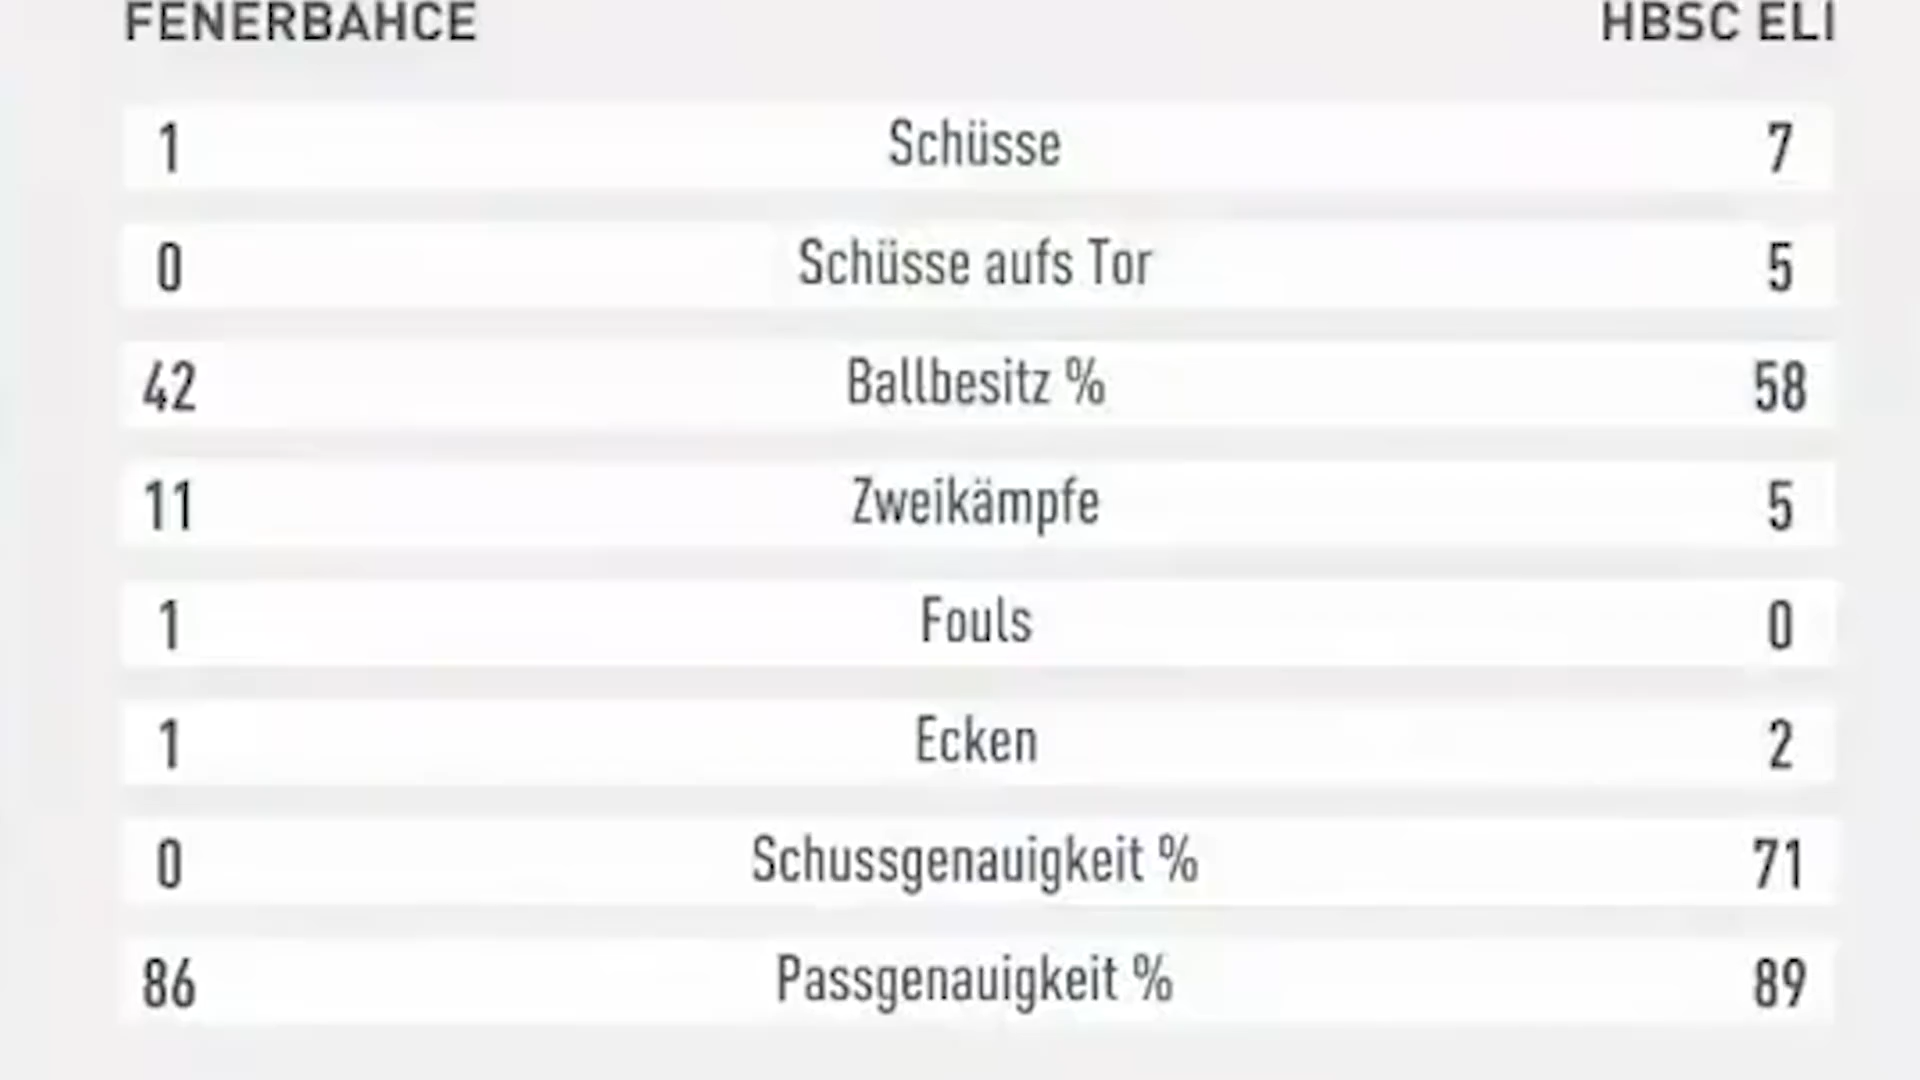 FENERBAHCE HBSC ELI
1 Schüsse 7
0 Schüsse aufs Tor 5
42 Ballbesitz % 58
11 Zweikämpfe 5
1 Fouls 0
1 Ecken 2
0 Schussgenauigkeit % 71
86 Passgenauigkeit % 89